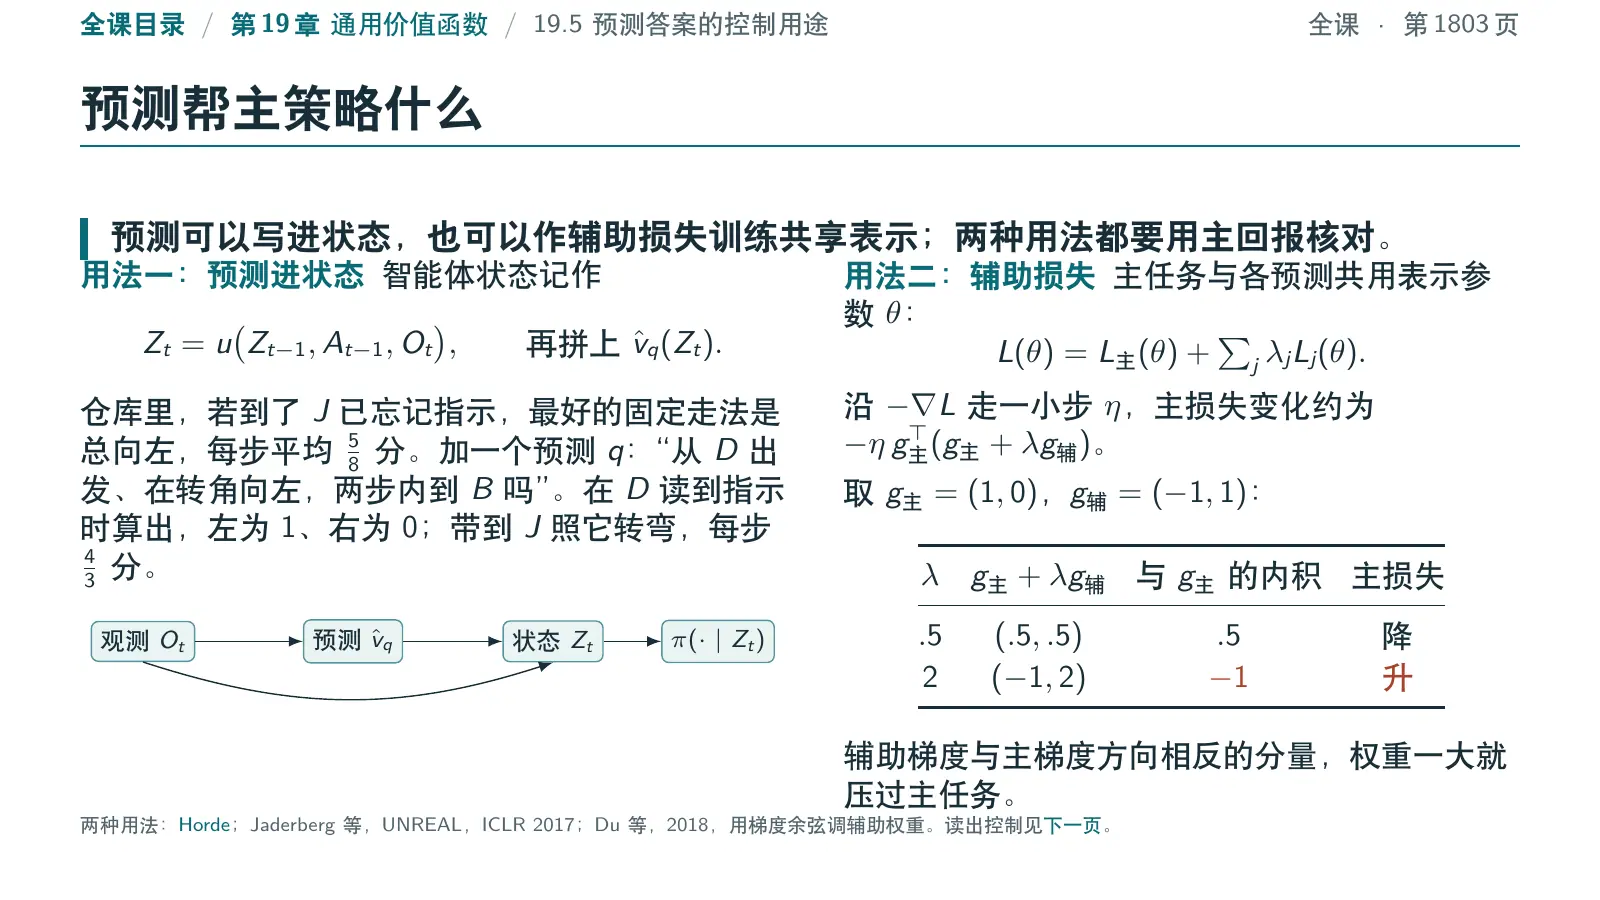 全课目录 / 第19章 通用价值函数 / 19.5 预测答案的控制用途
全课 · 第1803页
预测帮主策略什么
预测可以写进状态，也可以作辅助损失训练共享表示；两种用法都要用主回报核对。
用法一：预测进状态 智能体状态记作
Z_t = u(Z_{t−1}, A_{t−1}, O_t), 再拼上 v̂_q(Z_t).
仓库里，若到了 J 已忘记指示，最好的固定走法是
总向左，每步平均 5/8 分。加一个预测 q：“从 D 出
发、在转角向左，两步内到 B 吗”。在 D 读到指示
时算出，左为 1、右为 0；带到 J 照它转弯，每步
4/3 分。
观测 O_t
预测 v̂_q
状态 Z_t
π(· | Z_t)
用法二：辅助损失 主任务与各预测共用表示参
数 θ：
L(θ) = L_主(θ) + ∑_j λ_j L_j(θ).
沿 −∇L 走一小步 η，主损失变化约为
−η g_主^⊤(g_主 + λg_辅)。
取 g_主 = (1, 0)，g_辅 = (−1, 1)：
λ g_主 + λg_辅 与 g_主 的内积 主损失
.5 (.5, .5) .5 降
2 (−1, 2) −1 升
辅助梯度与主梯度方向相反的分量，权重一大就
压过主任务。
两种用法：Horde；Jaderberg 等，UNREAL，ICLR 2017；Du 等，2018，用梯度余弦调辅助权重。读出控制见下一页。